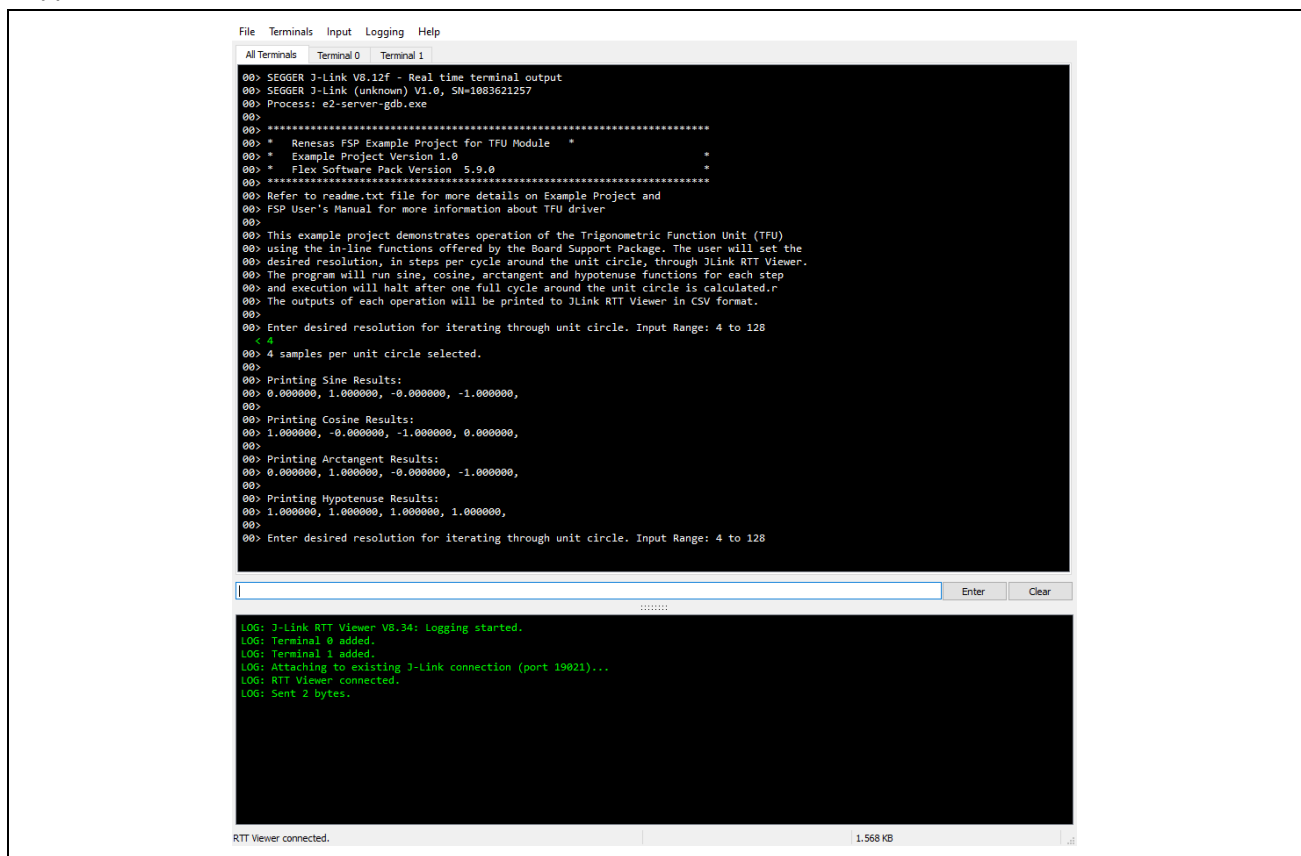 File Terminals Input Logging Help
All Terminals Terminal 0 Terminal 1
00> SEGGER J-Link V8.12f - Real time terminal output
00> SEGGER J-Link (unknown) V1.0, SN=1083621257
00> Process: e2-server-gdb.exe
00>
00> ************************************************************************
00> *   Renesas FSP Example Project for TFU Module   *
00> *   Example Project Version 1.0                                        *
00> *   Flex Software Pack Version  5.9.0                                  *
00> ************************************************************************
00> Refer to readme.txt file for more details on Example Project and
00> FSP User's Manual for more information about TFU driver
00>
00> This example project demonstrates operation of the Trigonometric Function Unit (TFU)
00> using the in-line functions offered by the Board Support Package. The user will set the
00> desired resolution, in steps per cycle around the unit circle, through JLink RTT Viewer.
00> The program will run sine, cosine, arctangent and hypotenuse functions for each step
00> and execution will halt after one full cycle around the unit circle is calculated.r
00> The outputs of each operation will be printed to JLink RTT Viewer in CSV format.
00>
00> Enter desired resolution for iterating through unit circle. Input Range: 4 to 128
< 4
00> 4 samples per unit circle selected.
00>
00> Printing Sine Results:
00> 0.000000, 1.000000, -0.000000, -1.000000,
00>
00> Printing Cosine Results:
00> 1.000000, -0.000000, -1.000000, 0.000000,
00>
00> Printing Arctangent Results:
00> 0.000000, 1.000000, -0.000000, -1.000000,
00>
00> Printing Hypotenuse Results:
00> 1.000000, 1.000000, 1.000000, 1.000000,
00>
00> Enter desired resolution for iterating through unit circle. Input Range: 4 to 128
Enter Clear
LOG: J-Link RTT Viewer V8.34: Logging started.
LOG: Terminal 0 added.
LOG: Terminal 1 added.
LOG: Attaching to existing J-Link connection (port 19021)...
LOG: RTT Viewer connected.
LOG: Sent 2 bytes.
RTT Viewer connected. 1.568 KB